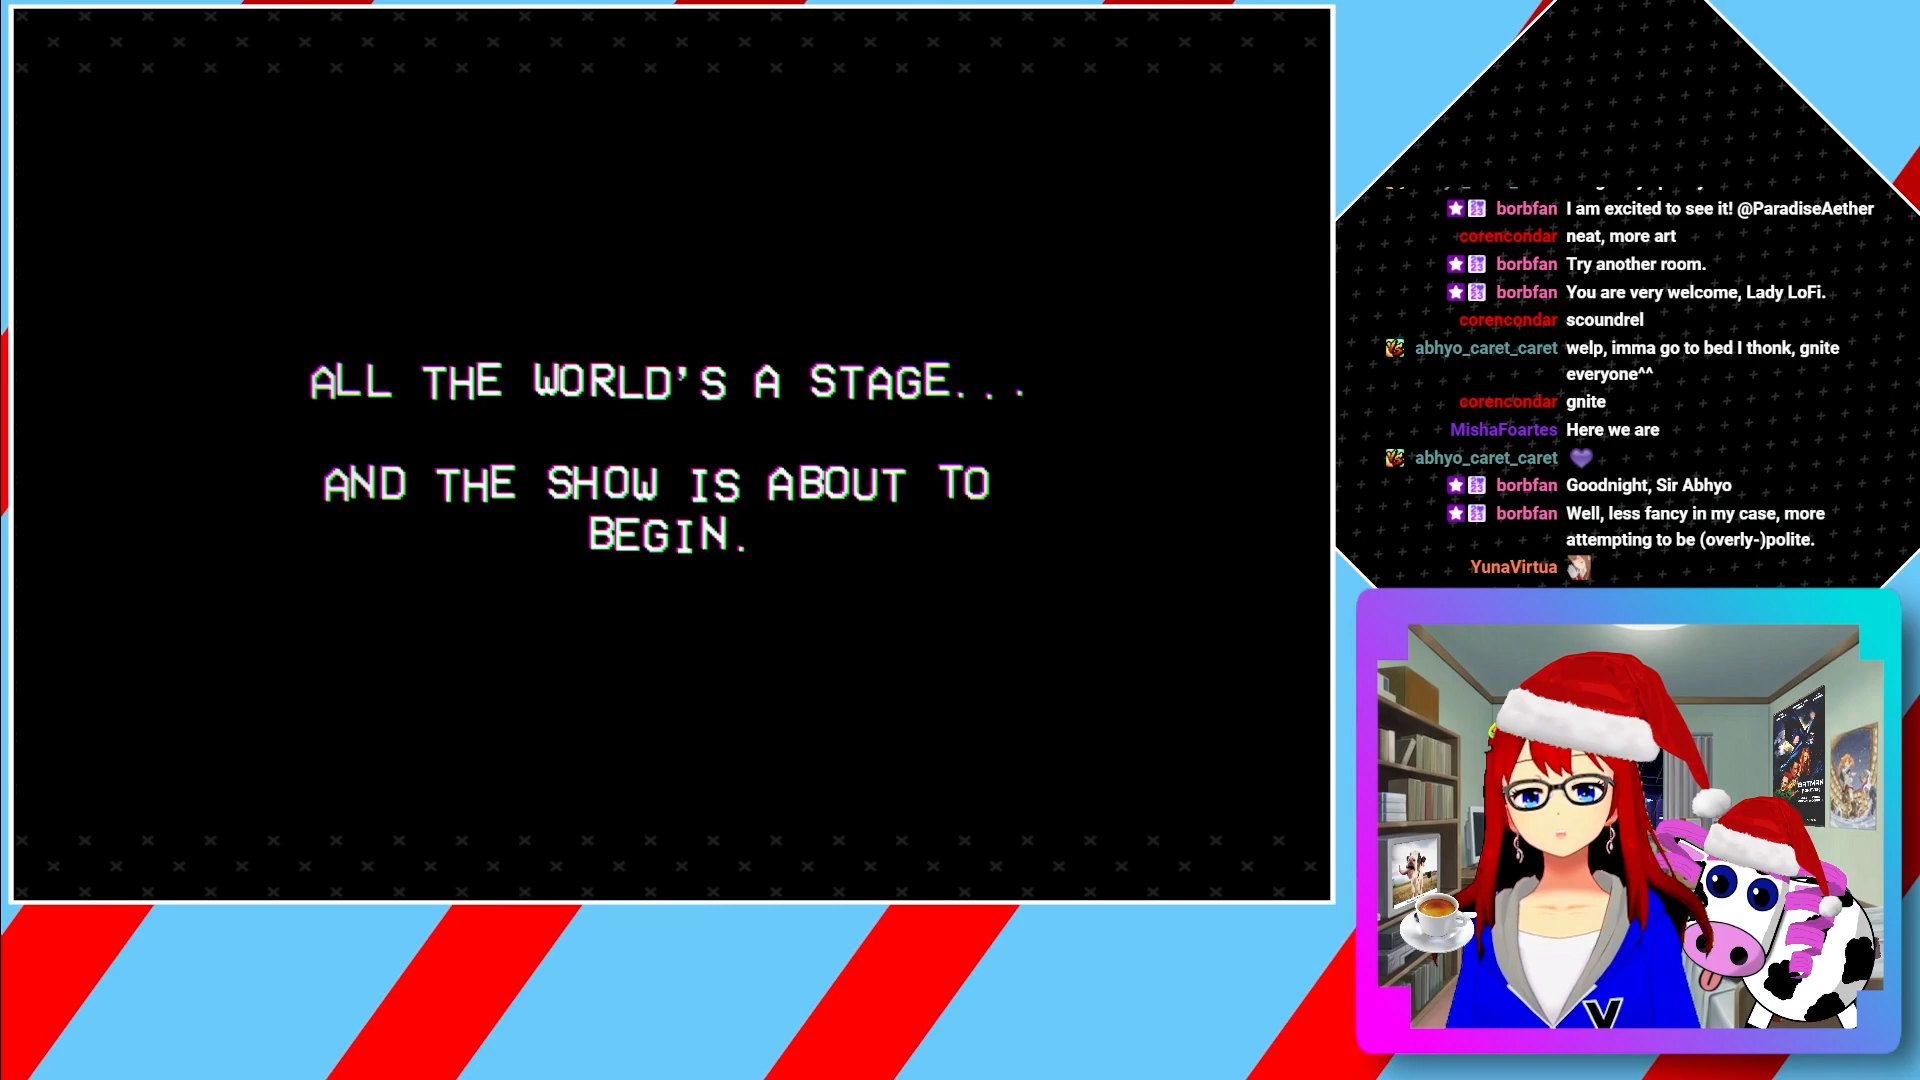 ALL THE WORLD'S A STAGE...
AND THE SHOW IS ABOUT TO
BEGIN.
borbfan I am excited to see it! @ParadiseAether
corencondar neat, more art
borbfan Try another room.
borbfan You are very welcome, Lady LoFi.
corencondar scoundrel
abhyo_caret_caret welp, imma go to bed I thonk, gnite
everyone^^
corencondar gnite
MishaFoartes Here we are
abhyo_caret_caret
borbfan Goodnight, Sir Abhyo
borbfan Well, less fancy in my case, more
attempting to be (overly-)polite.
YunaVirtua
BATMAN
V